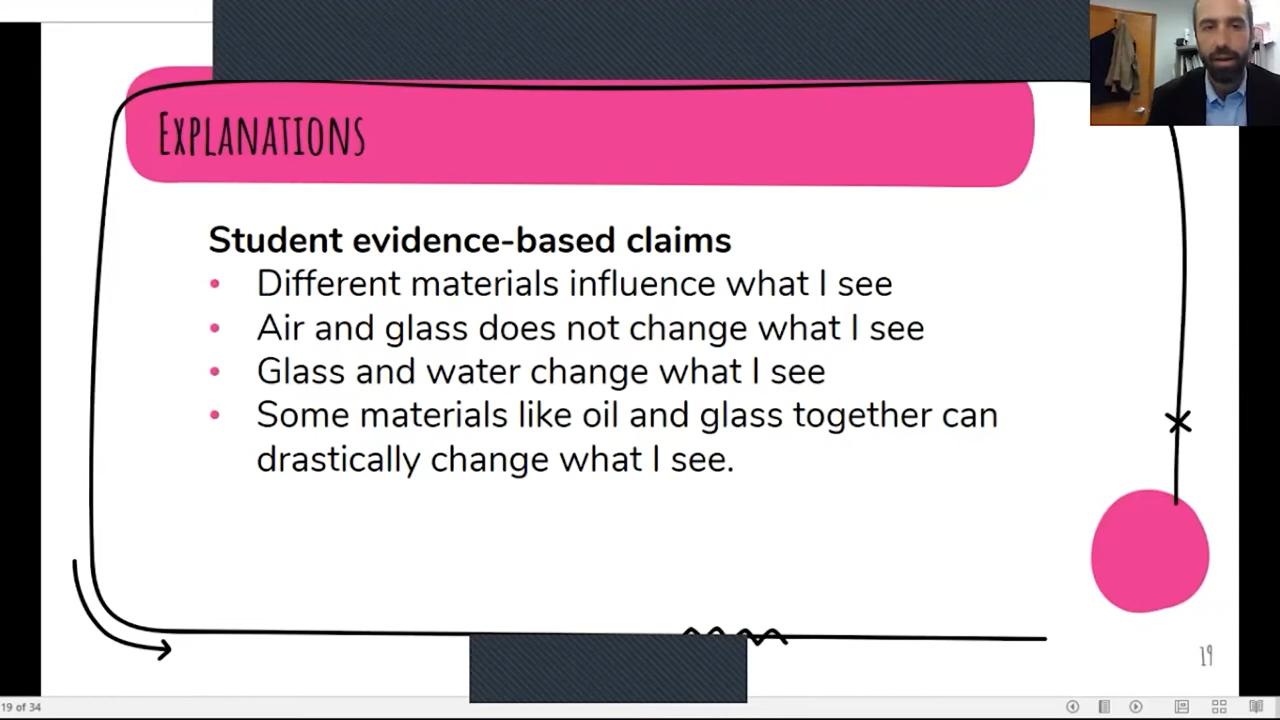 Explanations
Student evidence-based claims
• Different materials influence what I see
• Air and glass does not change what I see
• Glass and water change what I see
• Some materials like oil and glass together can
drastically change what I see.
19
19 of 34